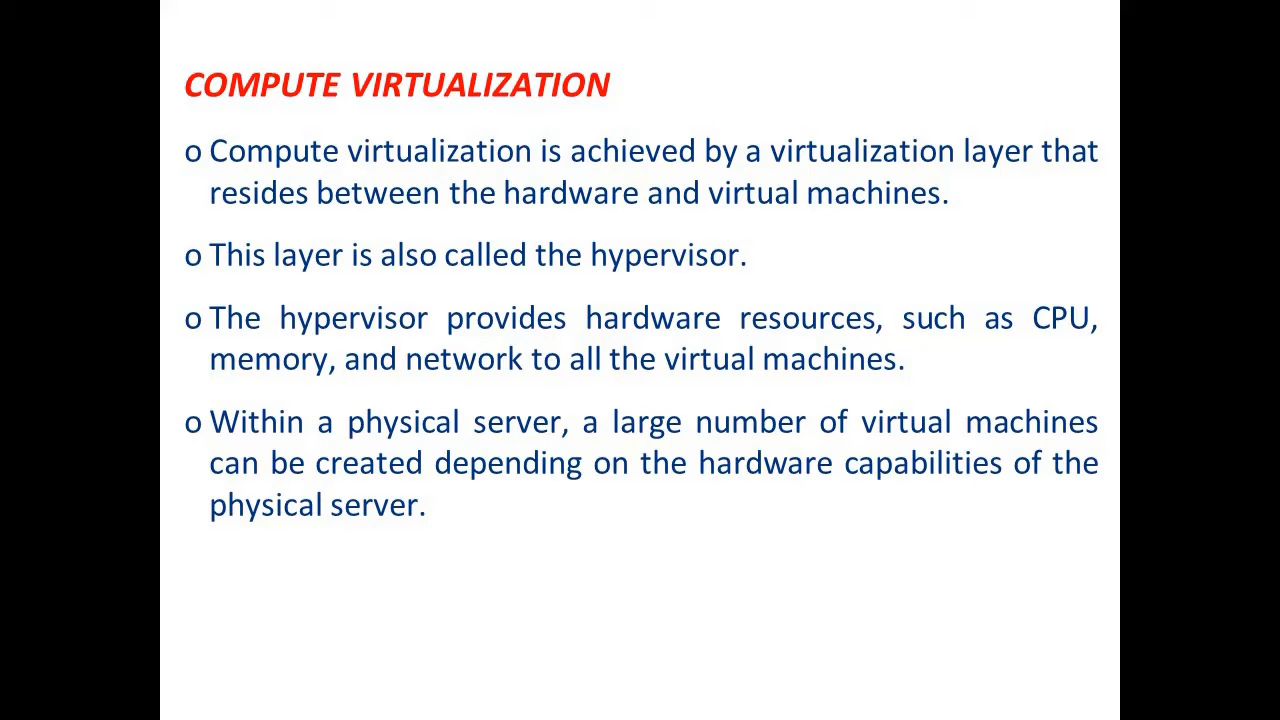 COMPUTE VIRTUALIZATION
o Compute virtualization is achieved by a virtualization layer that
resides between the hardware and virtual machines.
o This layer is also called the hypervisor.
o The hypervisor provides hardware resources, such as CPU,
memory, and network to all the virtual machines.
o Within a physical server, a large number of virtual machines
can be created depending on the hardware capabilities of the
physical server.